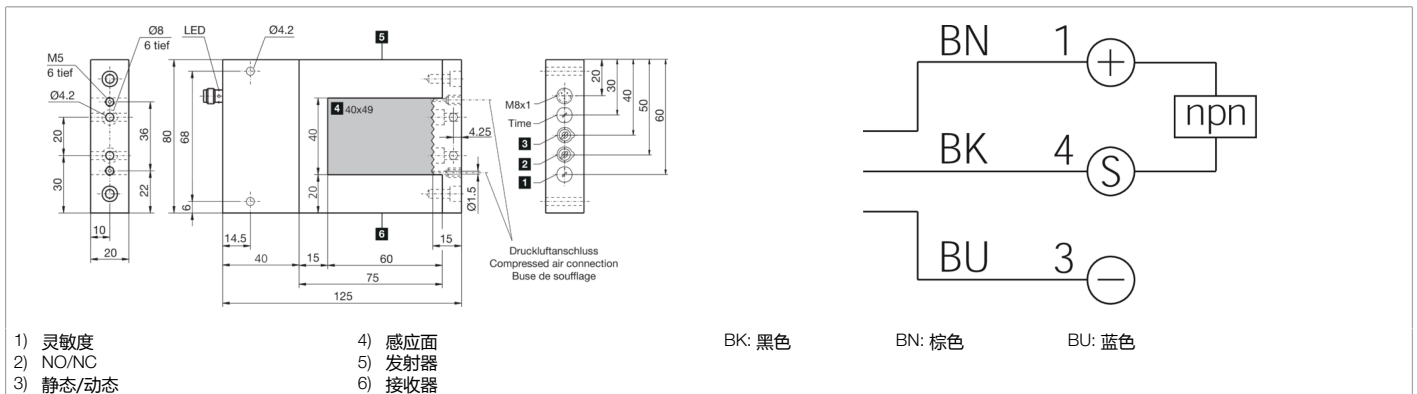 Ø8
6 tief
LED
Ø4.2
5
M5
6 tief
Ø4.2
20
30
36
22
10
20
80
68
6
4 40x49
40
20
4.25
Ø1.5
14.5
40
15
60
15
75
125
6
Druckluftanschluss
Compressed air connection
Buse de soufflage
M8x1
Time
3
2
1
20
30
40
50
60
BN 1 +
npn
BK 4 S
BU 3 −
1) 灵敏度
2) NO/NC
3) 静态/动态
4) 感应面
5) 发射器
6) 接收器
BK: 黑色
BN: 棕色
BU: 蓝色